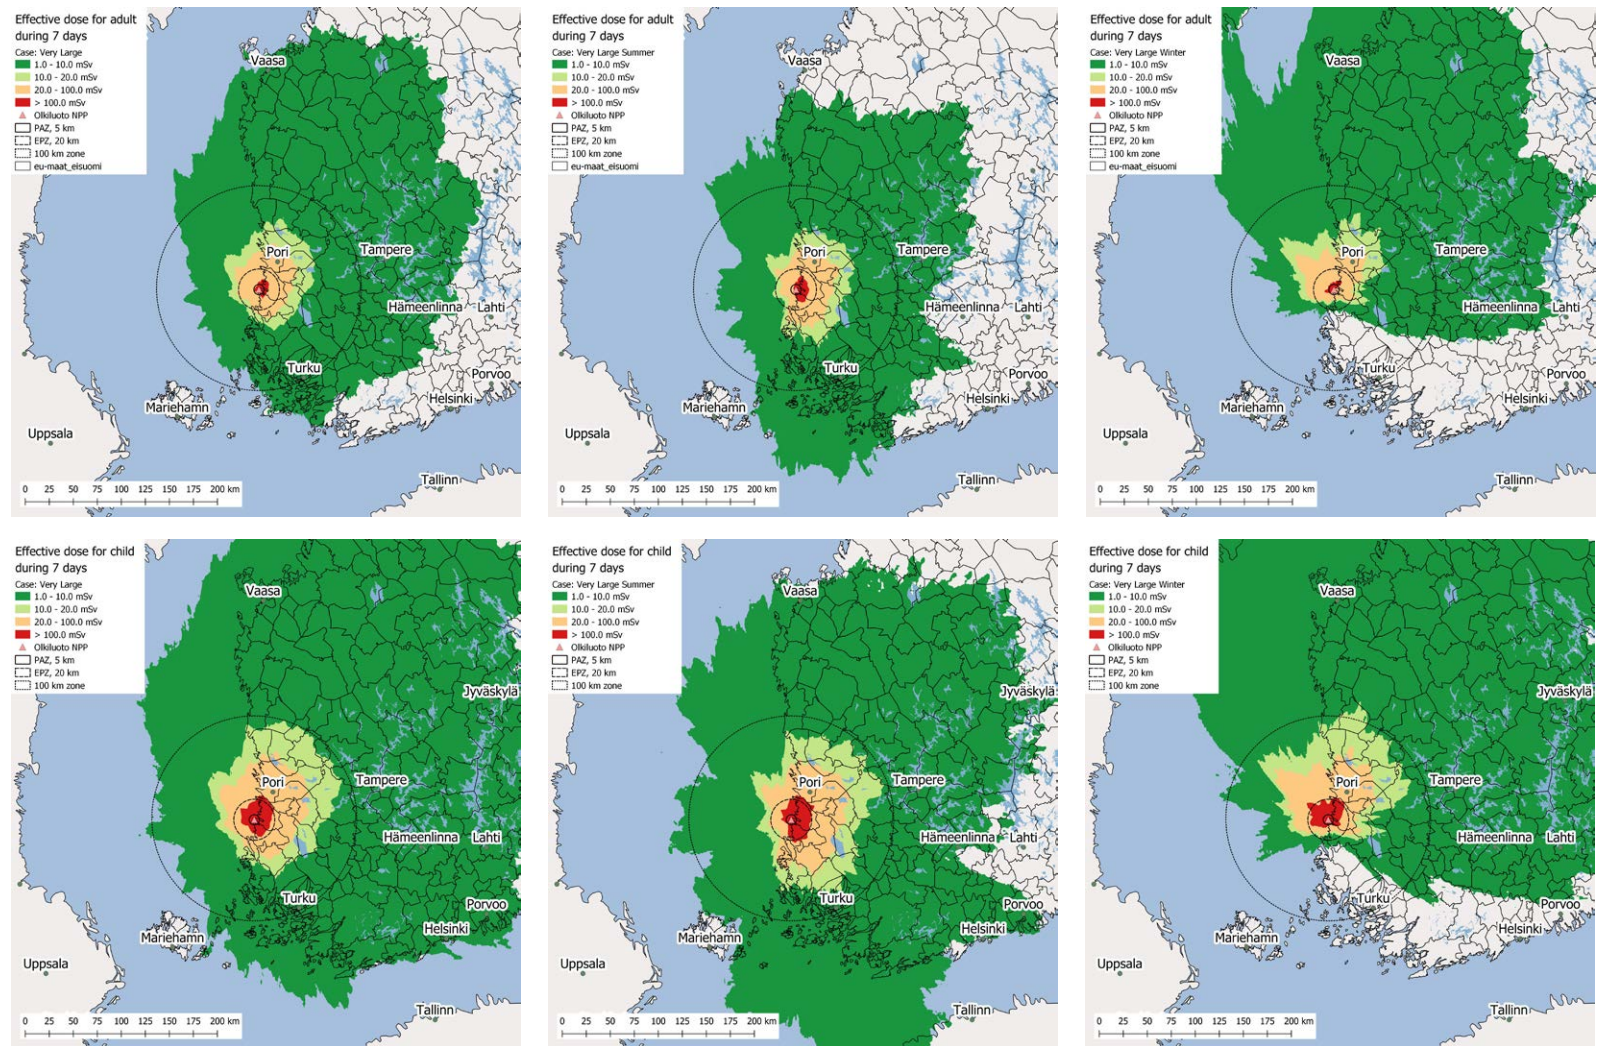 Effective dose for adult
during 7 days
Case: Very Large
1.0 - 10.0 mSv
10.0 - 20.0 mSv
20.0 - 100.0 mSv
> 100.0 mSv
Olkiluoto NPP
PAZ, 5 km
EPZ, 20 km
100 km zone
eu-maat_eisuomi
Vaasa
Pori
Tampere
Hämeenlinna
Lahti
Turku
Porvoo
Helsinki
Mariehamn
Uppsala
Tallinn
0 25 50 75 100 125 150 175 200 km
Effective dose for adult
during 7 days
Case: Very Large Summer
1.0 - 10.0 mSv
10.0 - 20.0 mSv
20.0 - 100.0 mSv
> 100.0 mSv
Olkiluoto NPP
PAZ, 5 km
EPZ, 20 km
100 km zone
eu-maat_eisuomi
Vaasa
Pori
Tampere
Hämeenlinna
Lahti
Turku
Porvoo
Helsinki
Mariehamn
Uppsala
Tallinn
0 25 50 75 100 125 150 175 200 km
Effective dose for adult
during 7 days
Case: Very Large Winter
1.0 - 10.0 mSv
10.0 - 20.0 mSv
20.0 - 100.0 mSv
> 100.0 mSv
Olkiluoto NPP
PAZ, 5 km
EPZ, 20 km
100 km zone
eu-maat_eisuomi
Vaasa
Pori
Tampere
Hämeenlinna
Lahti
Turku
Porvoo
Helsinki
Mariehamn
Uppsala
Tallinn
0 25 50 75 100 125 150 175 200 km
Effective dose for child
during 7 days
Case: Very Large
1.0 - 10.0 mSv
10.0 - 20.0 mSv
20.0 - 100.0 mSv
> 100.0 mSv
Olkiluoto NPP
PAZ, 5 km
EPZ, 20 km
100 km zone
Vaasa
Jyväskylä
Pori
Tampere
Hämeenlinna
Lahti
Turku
Porvoo
Helsinki
Mariehamn
Uppsala
Tallinn
0 25 50 75 100 125 150 175 200 km
Effective dose for child
during 7 days
Case: Very Large Summer
1.0 - 10.0 mSv
10.0 - 20.0 mSv
20.0 - 100.0 mSv
> 100.0 mSv
Olkiluoto NPP
PAZ, 5 km
EPZ, 20 km
100 km zone
Vaasa
Jyväskylä
Pori
Tampere
Hämeenlinna
Lahti
Turku
Porvoo
Helsinki
Mariehamn
Uppsala
Tallinn
0 25 50 75 100 125 150 175 200 km
Effective dose for child
during 7 days
Case: Very Large Winter
1.0 - 10.0 mSv
10.0 - 20.0 mSv
20.0 - 100.0 mSv
> 100.0 mSv
Olkiluoto NPP
PAZ, 5 km
EPZ, 20 km
100 km zone
Vaasa
Jyväskylä
Pori
Tampere
Hämeenlinna
Lahti
Turku
Porvoo
Helsinki
Mariehamn
Uppsala
Tallinn
0 25 50 75 100 125 150 175 200 km